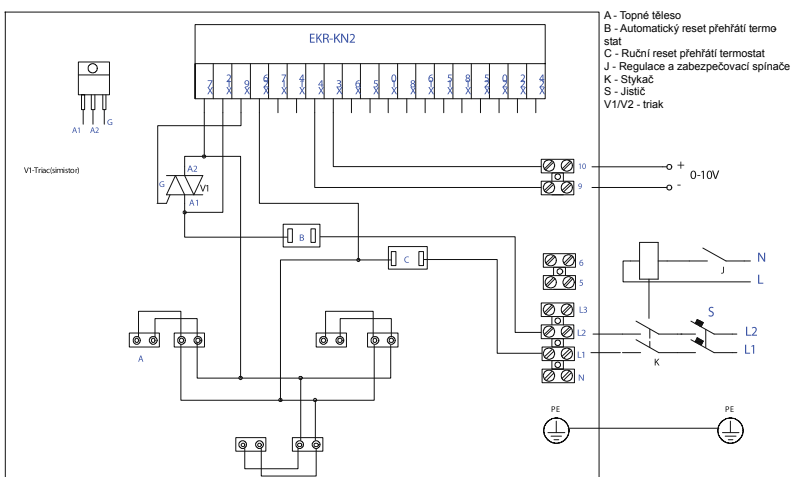 EKR-KN2
A - Topné těleso
B - Automatický reset přehřátí termo-
stat
C - Ruční reset přehřátí termostat
J - Regulace a zabezpečovací spínače
K - Stykač
S - Jistič
V1/V2 - triak
A1 A2 G
V1-Triac(simistor)
A2
G
V1
A1
B
C
A
10
9
+
0-10V
-
6
5
L3
L2
L1
N
J
N
L
S
L2
L1
K
PE
PE